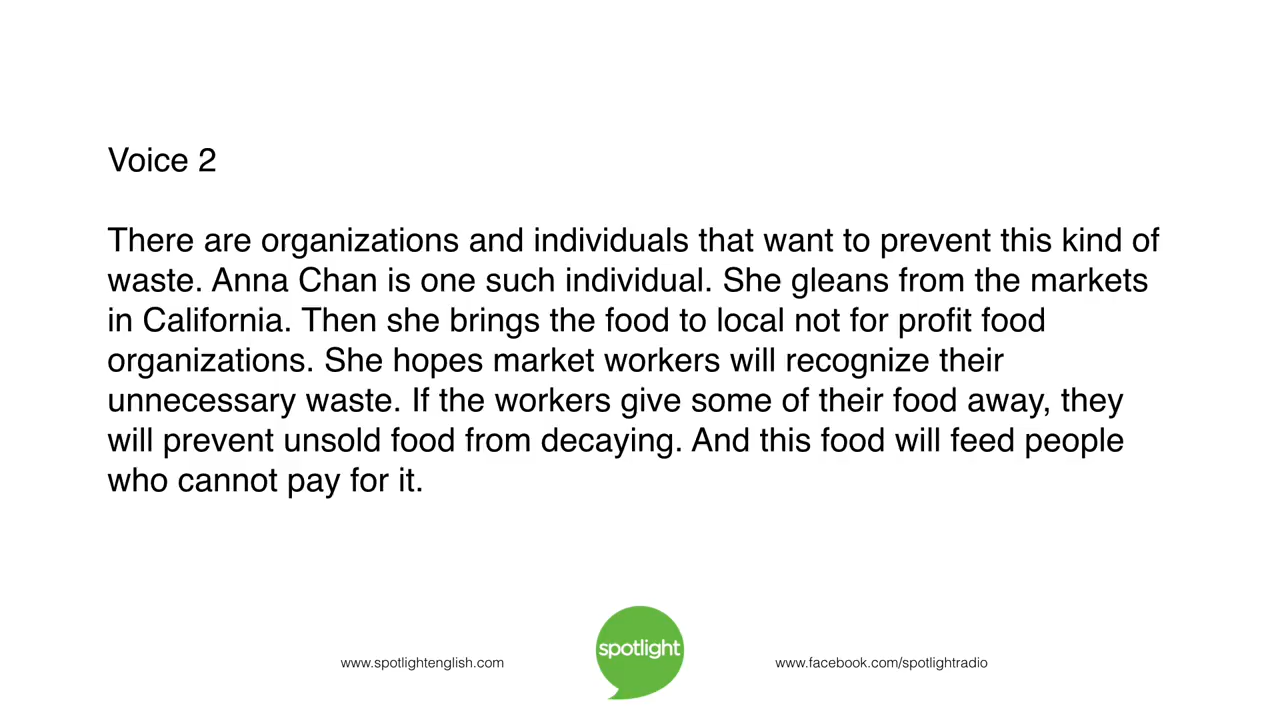 Voice 2
There are organizations and individuals that want to prevent this kind of
waste. Anna Chan is one such individual. She gleans from the markets
in California. Then she brings the food to local not for profit food
organizations. She hopes market workers will recognize their
unnecessary waste. If the workers give some of their food away, they
will prevent unsold food from decaying. And this food will feed people
who cannot pay for it.
spotlight
www.spotlightenglish.com
www.facebook.com/spotlightradio